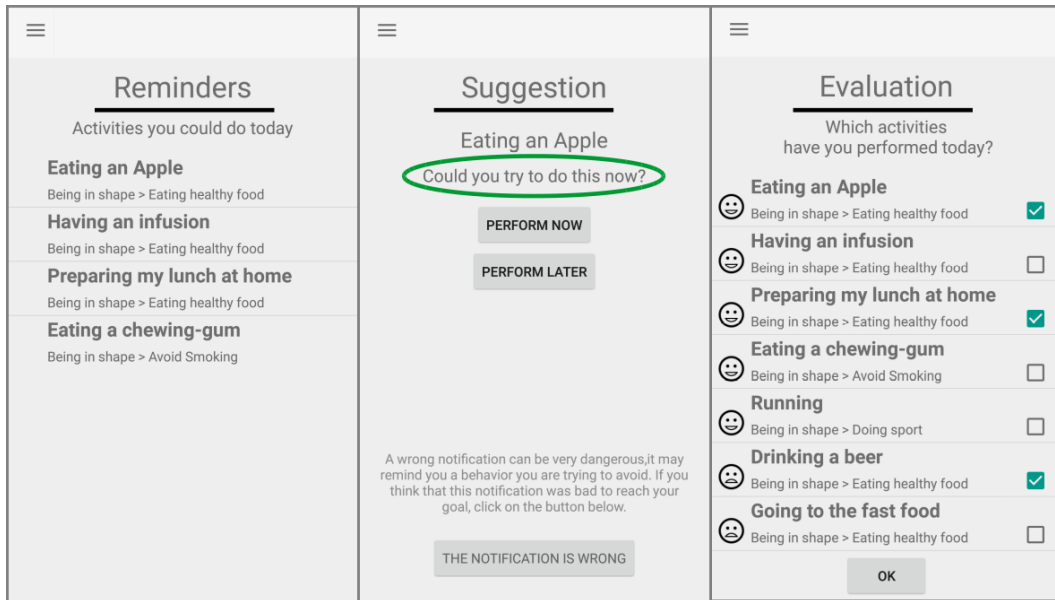 Reminders
Activities you could do today
Eating an Apple
Being in shape > Eating healthy food
Having an infusion
Being in shape > Eating healthy food
Preparing my lunch at home
Being in shape > Eating healthy food
Eating a chewing-gum
Being in shape > Avoid Smoking
Suggestion
Eating an Apple
Could you try to do this now?
PERFORM NOW
PERFORM LATER
A wrong notification can be very dangerous,it may
remind you a behavior you are trying to avoid. If you
think that this notification was bad to reach your
goal, click on the button below.
THE NOTIFICATION IS WRONG
Evaluation
Which activities
have you performed today?
Eating an Apple
Being in shape > Eating healthy food
Having an infusion
Being in shape > Eating healthy food
Preparing my lunch at home
Being in shape > Eating healthy food
Eating a chewing-gum
Being in shape > Avoid Smoking
Running
Being in shape > Doing sport
Drinking a beer
Being in shape > Eating healthy food
Going to the fast food
Being in shape > Eating healthy food
OK